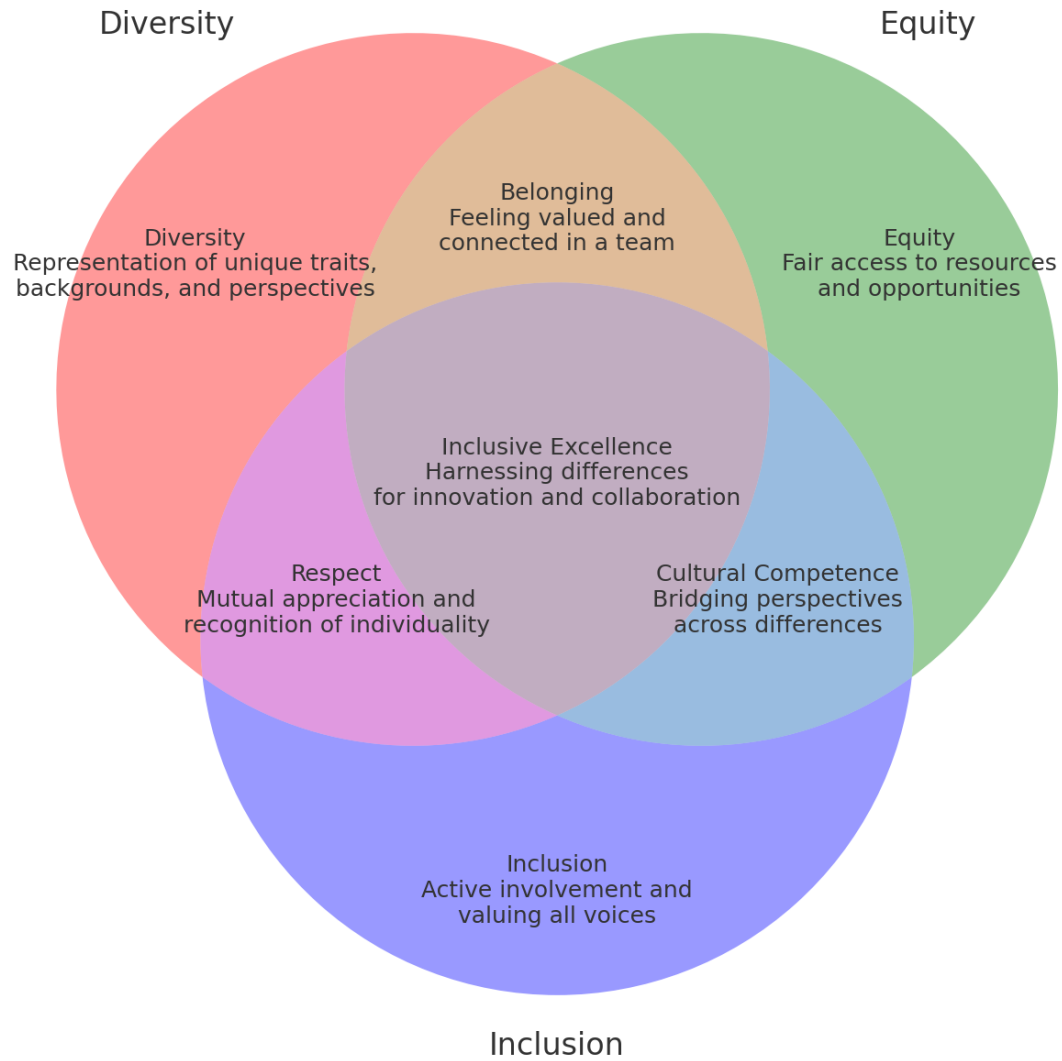 Diversity
Equity
Belonging
Feeling valued and
connected in a team
Diversity
Representation of unique traits,
backgrounds, and perspectives
Equity
Fair access to resources
and opportunities
Inclusive Excellence
Harnessing differences
for innovation and collaboration
Respect
Mutual appreciation and
recognition of individuality
Cultural Competence
Bridging perspectives
across differences
Inclusion
Active involvement and
valuing all voices
Inclusion